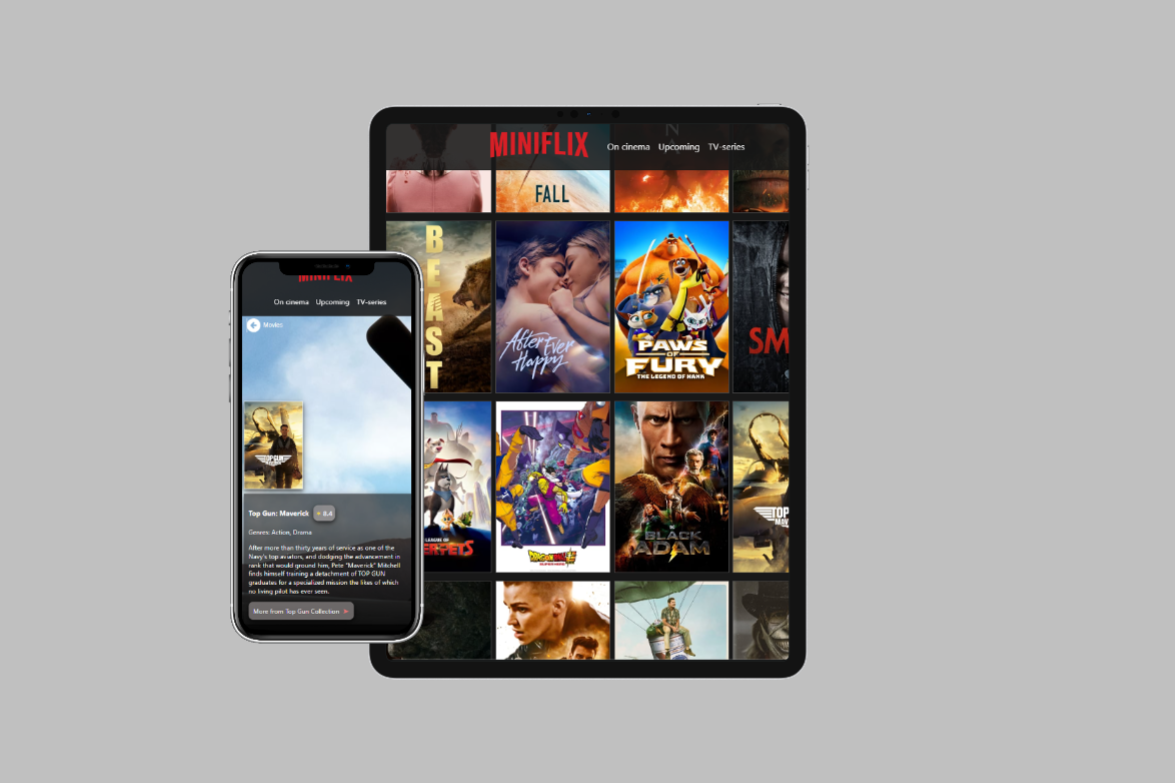 MINIFLIX
On cinema Upcoming TV-series
FALL
BEAST
After Ever
Happy
PAWS
OF
FURY
THE LEGEND OF HANK
SM
BLACK
ADAM
TOP
On cinema Upcoming TV-series
Movies
TOP GUN
Top Gun: Maverick 8.4
Genres: Action, Drama
After more than thirty years of service as one of the
Navy's top aviators, and dodging the advancement in
rank that would ground him, Pete "Maverick" Mitchell
finds himself training a detachment of TOP GUN
graduates for a specialized mission the likes of which
no living pilot has ever seen.
More from Top Gun Collection